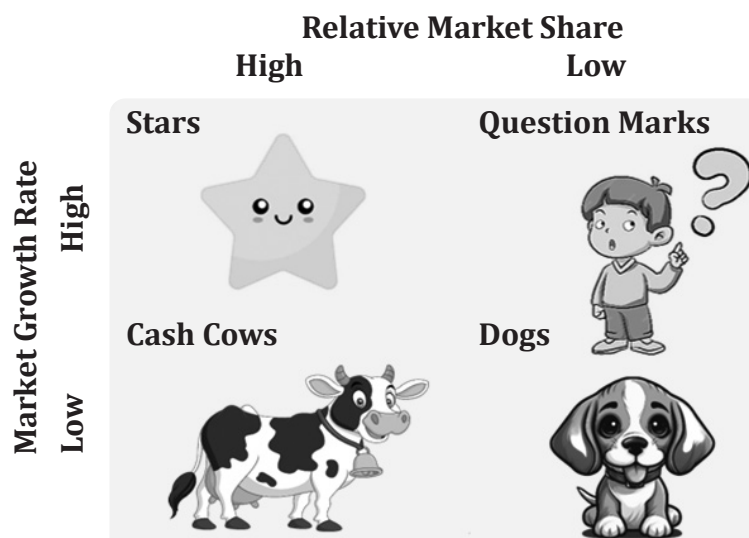 Relative Market Share
High Low
Stars Question Marks
Market Growth Rate
High
Cash Cows Dogs
Low
?